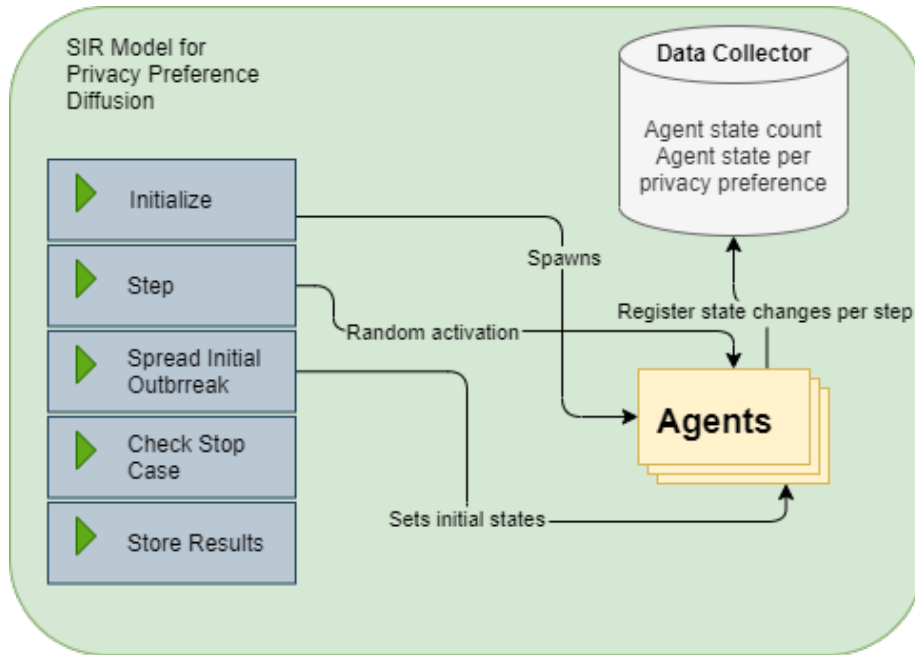 SIR Model for
Privacy Preference
Diffusion
Data Collector
Agent state count
Agent state per
privacy preference
Initialize
Step
Spread Initial
Outbrreak
Check Stop
Case
Store Results
Spawns
Random activation
Register state changes per step
Agents
Sets initial states